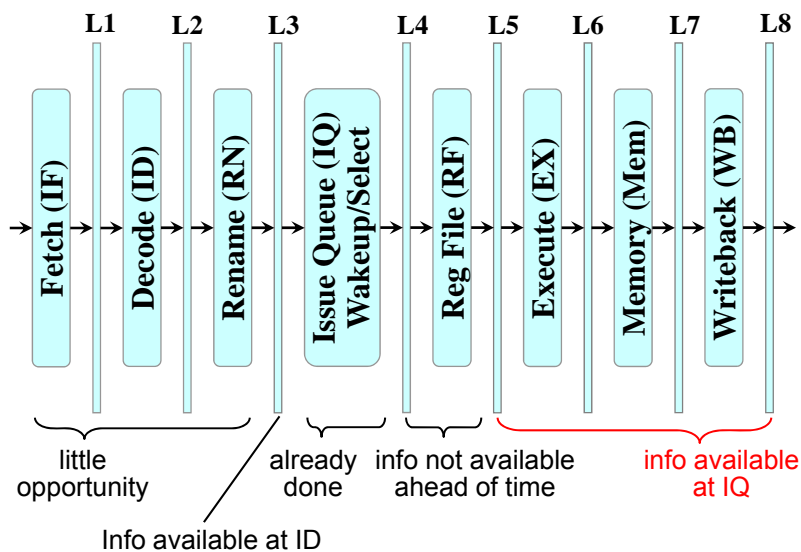 L1 L2 L3 L4 L5 L6 L7 L8
Fetch (IF)
Decode (ID)
Rename (RN)
Issue Queue (IQ)
Wakeup/Select
Reg File (RF)
Execute (EX)
Memory (Mem)
Writeback (WB)
little
opportunity
already
done
info not available
ahead of time
info available
at IQ
Info available at ID